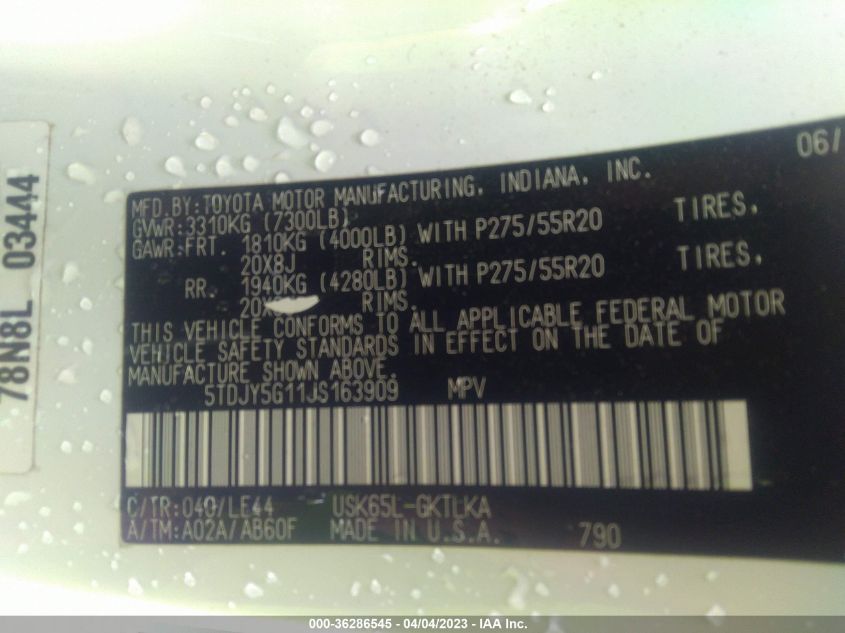 78N8L 03444
06/
MFD.BY:TOYOTA MOTOR MANUFACTURING, INDIANA, INC.
GVWR:3310KG (7300LB)
GAWR:FRT. 1810KG (4000LB) WITH P275/55R20 TIRES,
20X8J RIMS.
RR. 1940KG (4280LB) WITH P275/55R20 TIRES,
RIMS.
THIS VEHICLE CONFORMS TO ALL APPLICABLE FEDERAL MOTOR
VEHICLE SAFETY STANDARDS IN EFFECT ON THE DATE OF
MANUFACTURE SHOWN ABOVE.
5TDJY5G11JS163909 MPV
C/TR:040/LE44 USK65L-GKTLKA
A/TM:A02A/AB60F MADE IN U.S.A. 790
000-36286545 - 04/04/2023 - © IAA Inc.